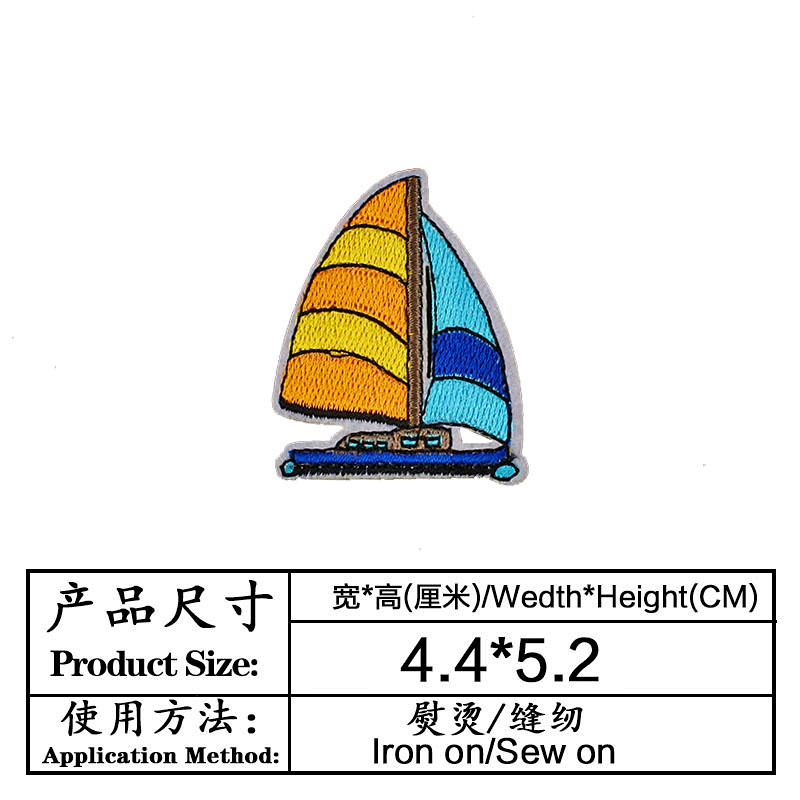 产品尺寸
Product Size:
宽*高(厘米)/Wedth*Height(CM)
4.4*5.2
使用方法：
Application Method:
熨烫/缝纫
Iron on/Sew on